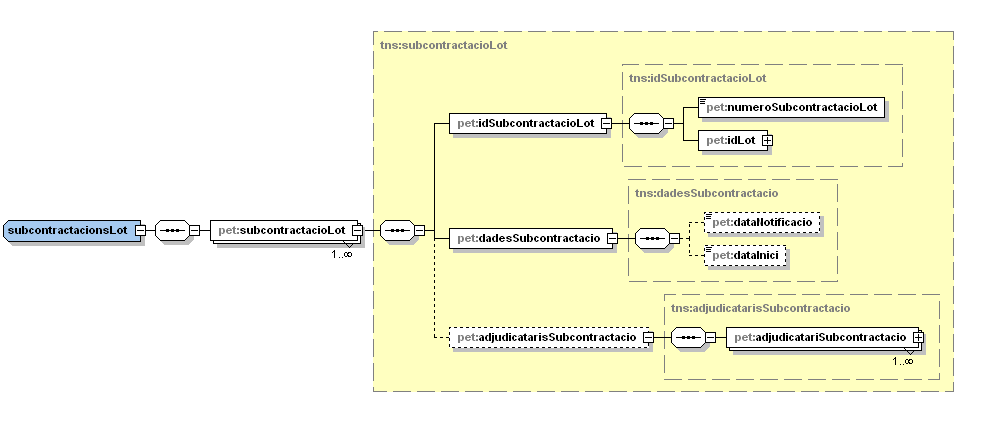 tns:subcontractacioLot
tns:idSubcontractacioLot
pet:numeroSubcontractacioLot
pet:idSubcontractacioLot
pet:idLot
tns:dadesSubcontractacio
pet:dataNotificacio
subcontractacionsLot
pet:subcontractacioLot
1..∞
pet:dadesSubcontractacio
pet:dataInici
tns:adjudicatarisSubcontractacio
pet:adjudicatarisSubcontractacio
pet:adjudicatariSubcontractacio
1..∞